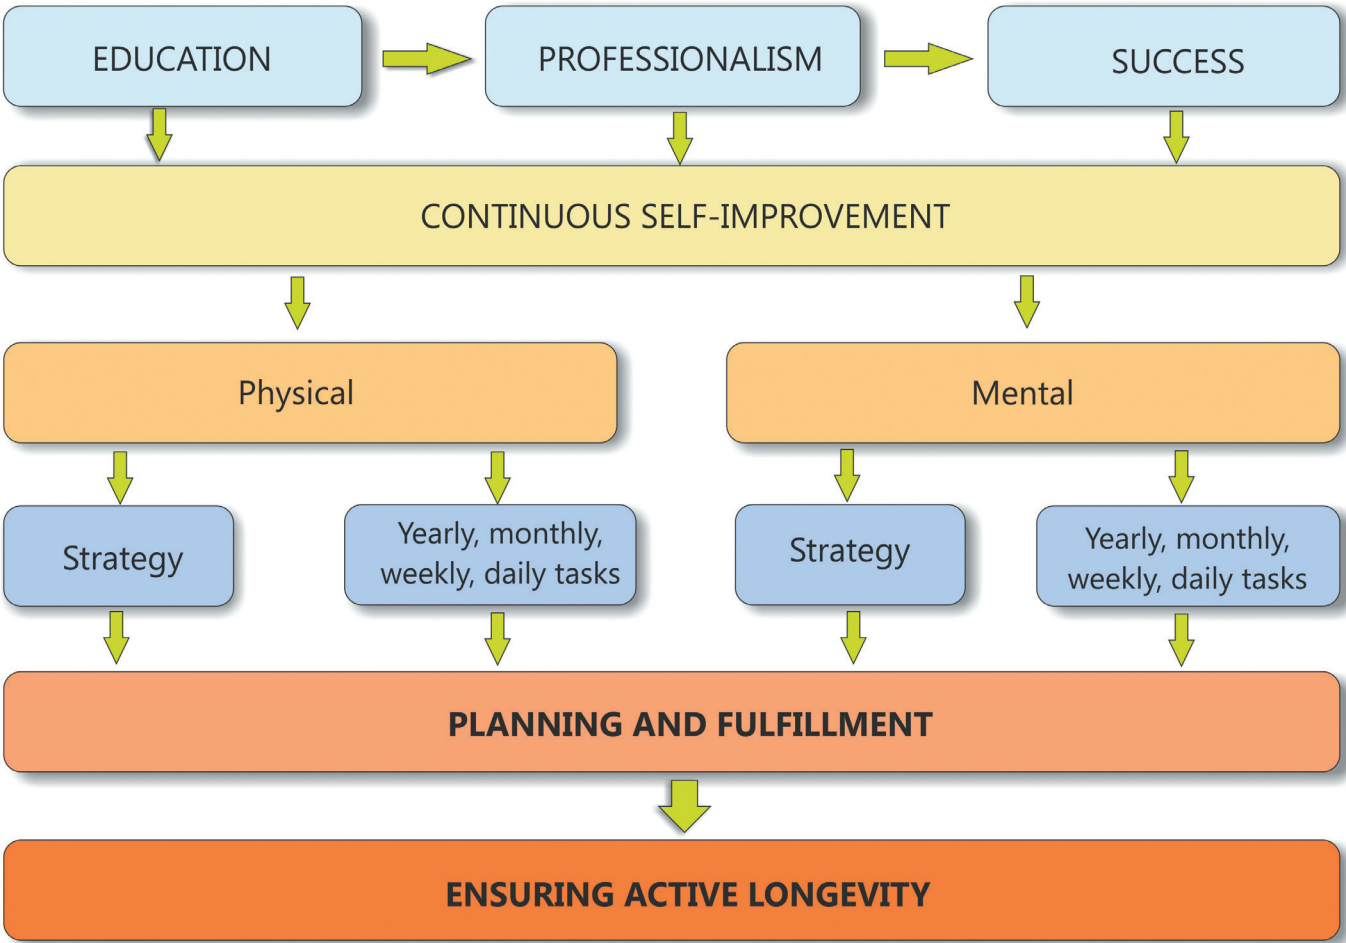 EDUCATION
PROFESSIONALISM
SUCCESS
CONTINUOUS SELF-IMPROVEMENT
Physical
Mental
Strategy
Yearly, monthly,
weekly, daily tasks
Strategy
Yearly, monthly,
weekly, daily tasks
PLANNING AND FULFILLMENT
ENSURING ACTIVE LONGEVITY